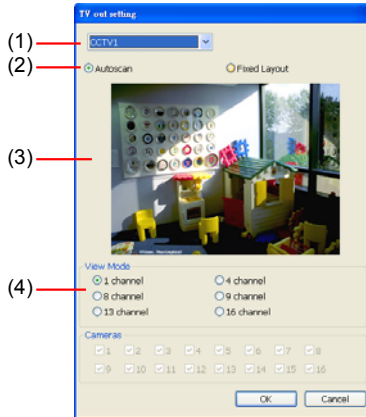 TV out setting
(1)
CCTV1
(2)
Autoscan Fixed Layout
(3)
View Mode
(4)
1 channel 4 channel
8 channel 9 channel
13 channel 16 channel
Cameras
1 2 3 4 5 6 7 8
9 10 11 12 13 14 15 16
OK Cancel